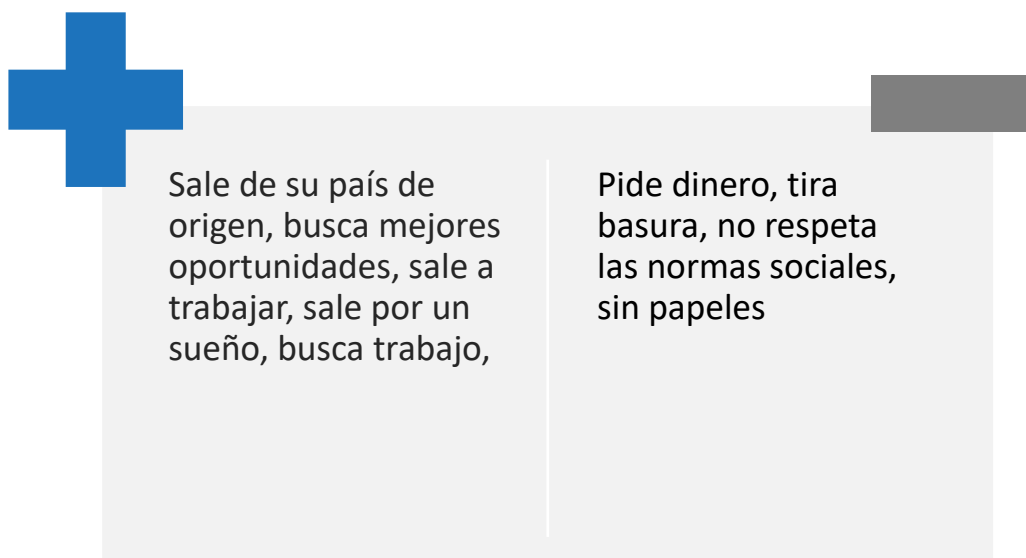 Sale de su país de
origen, busca mejores
oportunidades, sale a
trabajar, sale por un
sueño, busca trabajo,
Pide dinero, tira
basura, no respeta
las normas sociales,
sin papeles